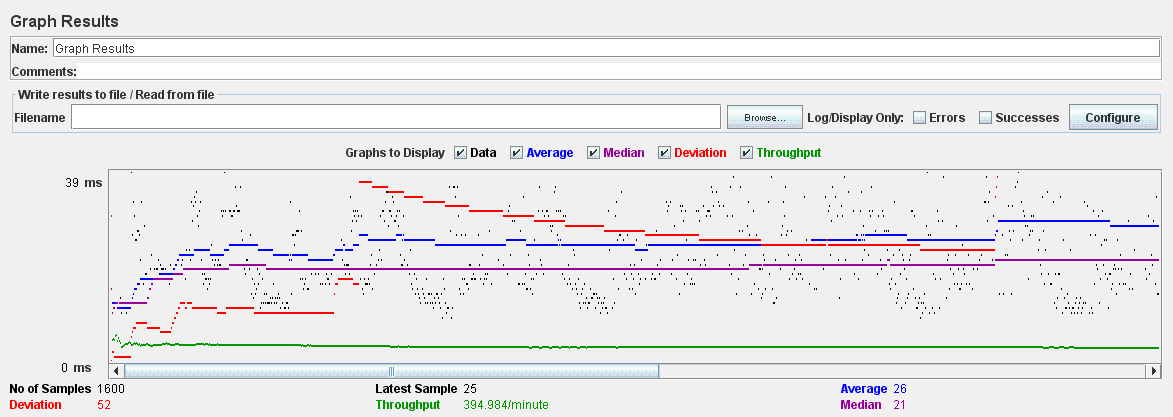 Graph Results
Name: Graph Results
Comments:
Write results to file / Read from file
Filename Browse... Log/Display Only: Errors Successes Configure
Graphs to Display Data Average Median Deviation Throughput
39 ms
0 ms
No of Samples 1600 Latest Sample 25 Average 26
Deviation 52 Throughput 394.984/minute Median 21